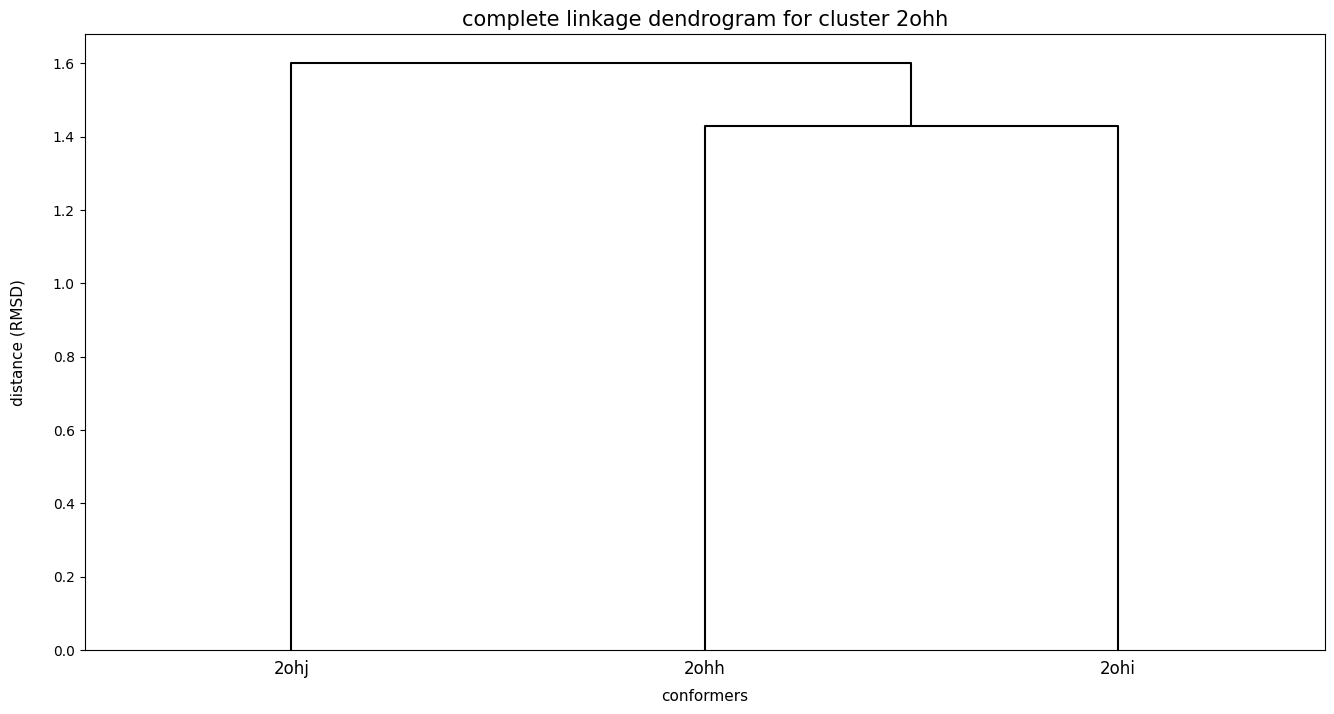 complete linkage dendrogram for cluster 2ohh
1.6
1.4
1.2
1.0
0.8
0.6
0.4
0.2
0.0
distance (RMSD)
2ohj 2ohh 2ohi
conformers